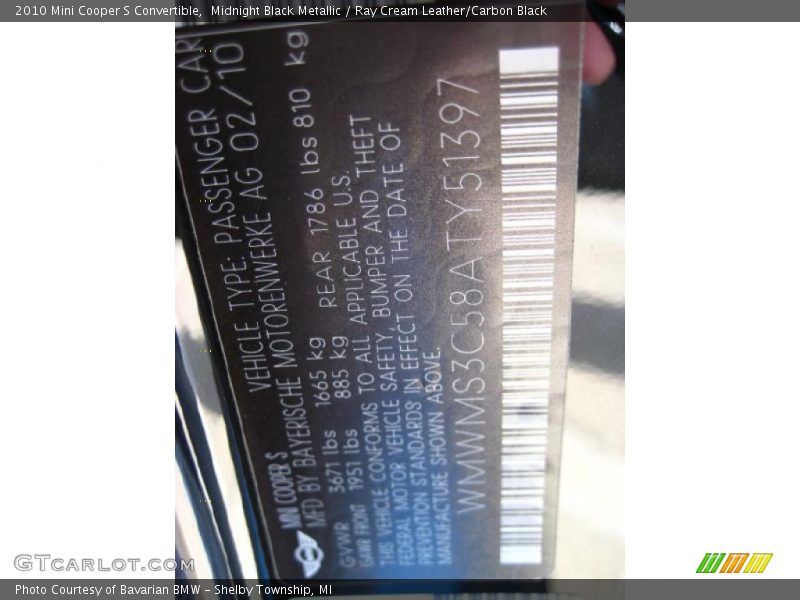 2010 Mini Cooper S Convertible,  Midnight Black Metallic / Ray Cream Leather/Carbon Black
MINI COOPER S VEHICLE TYPE: PASSENGER CAR
MFD BY BAYERISCHE MOTORENWERKE AG 02/10
GVWR 3671 lbs 1665 kg REAR 1786 lbs 810 kg
GAWR FRONT 1951 lbs 885 kg
THIS VEHICLE CONFORMS TO ALL APPLICABLE U.S.
FEDERAL MOTOR VEHICLE SAFETY, BUMPER AND THEFT
PREVENTION STANDARDS IN EFFECT ON THE DATE OF
MANUFACTURE SHOWN ABOVE.
WMWMS3C58ATY51397
GTCarLot.com
Photo Courtesy of Bavarian BMW - Shelby Township, MI